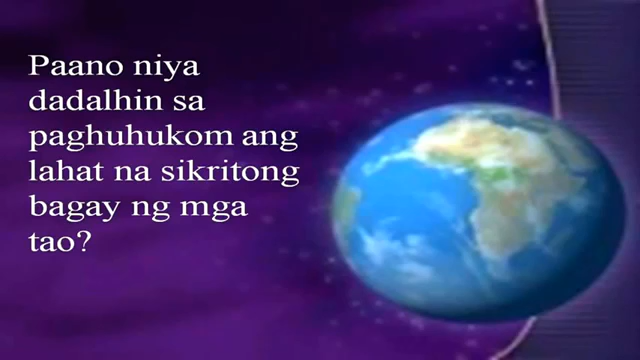 Paano niya
dadalhin sa
paghuhukom ang
lahat na sikritong
bagay ng mga
tao?